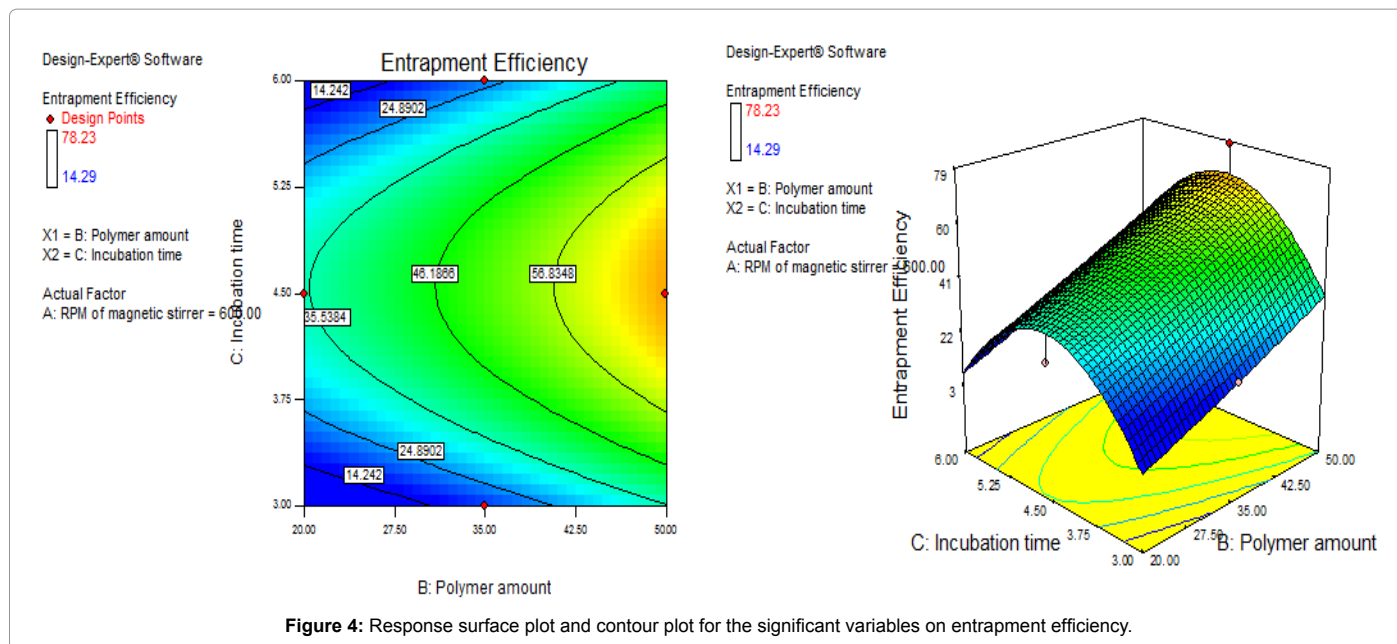 Design-Expert® Software
Entrapment Efficiency
Design Points
78.23
14.29
X1 = B: Polymer amount
X2 = C: Incubation time
Actual Factor
A: RPM of magnetic stirrer = 600.00
Entrapment Efficiency
C: Incubation time
6.00
5.25
4.50
3.75
3.00
14.242
24.8902
35.5384
46.1866
56.8348
24.8902
14.242
20.00
27.50
35.00
42.50
50.00
B: Polymer amount
Design-Expert® Software
Entrapment Efficiency
78.23
14.29
X1 = B: Polymer amount
X2 = C: Incubation time
Actual Factor
A: RPM of magnetic stirrer = 600.00
Entrapment Efficiency
79
60
41
22
3
6.00
5.25
4.50
3.75
3.00
20.00
27.50
35.00
42.50
50.00
C: Incubation time
B: Polymer amount
Figure 4: Response surface plot and contour plot for the significant variables on entrapment efficiency.